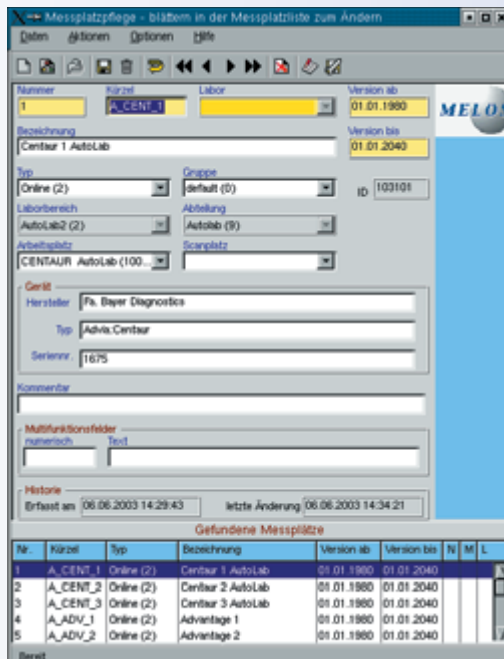 Messplatzpflege - blättern in der Messplatzliste zum Ändern
Daten Aktionen Optionen Hilfe
Nummer Kürzel Labor Version ab
1 A_CENT_1 01.01.1980
MELOS
Bezeichnung Version bis
Centaur 1 AutoLab 01.01.2040
Typ Gruppe
Online (2) default (0) ID 103101
Laborbereich Abteilung
AutoLab2 (2) Autolab (9)
Arbeitsplatz Scanplatz
CENTAUR AutoLab (100...
Gerät
Hersteller Fa. Bayer Diagnostics
Typ Advia:Centaur
Seriennr. 1675
Kommentar
Multifunktionsfelder
numerisch Text
Historie
Erfasst am 06.06.2003 14:29:43 letzte Änderung 06.06.2003 14:34:21
Gefundene Messplätze
Nr. Kürzel Typ Bezeichnung Version ab Version bis N M L
1 A_CENT_1 Online (2) Centaur 1 AutoLab 01.01.1980 01.01.2040
2 A_CENT_2 Online (2) Centaur 2 AutoLab 01.01.1980 01.01.2040
3 A_CENT_3 Online (2) Centaur 3 AutoLab 01.01.1980 01.01.2040
4 A_ADV_1 Online (2) Advantage 1 01.01.1980 01.01.2040
5 A_ADV_2 Online (2) Advantage 2 01.01.1980 01.01.2040
Bereit